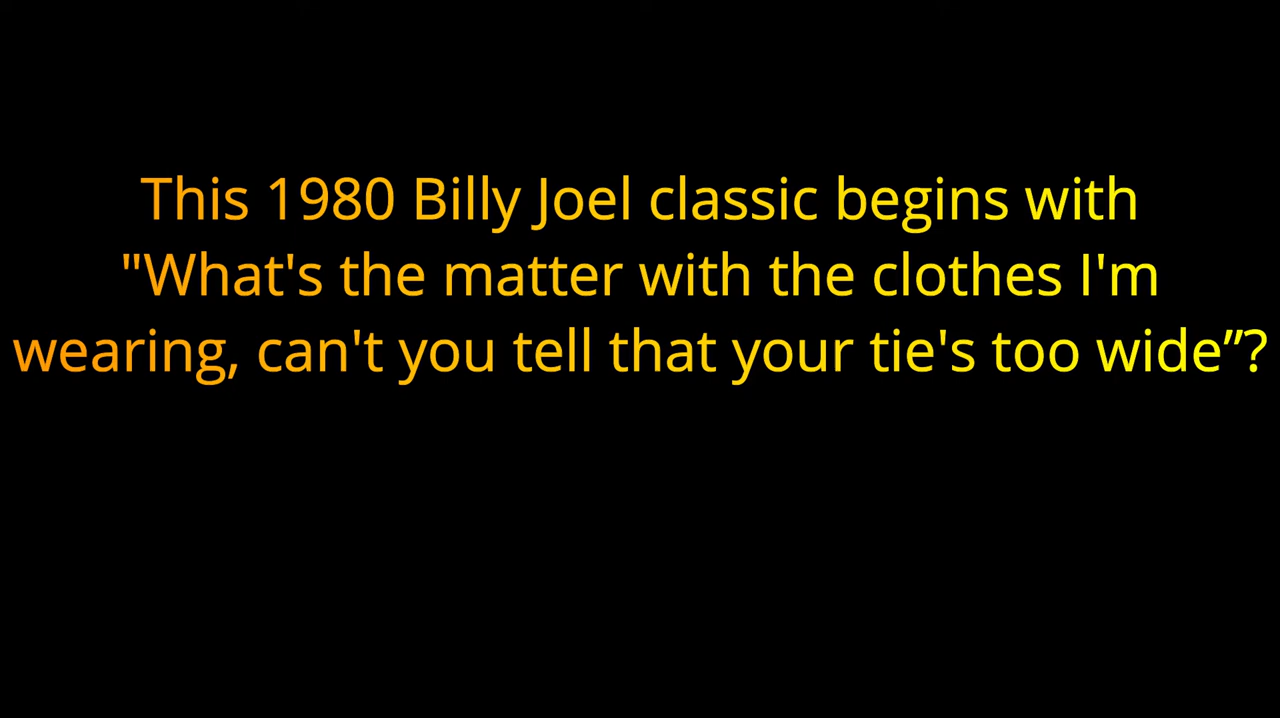 This 1980 Billy Joel classic begins with
"What's the matter with the clothes I'm
wearing, can't you tell that your tie's too wide”?